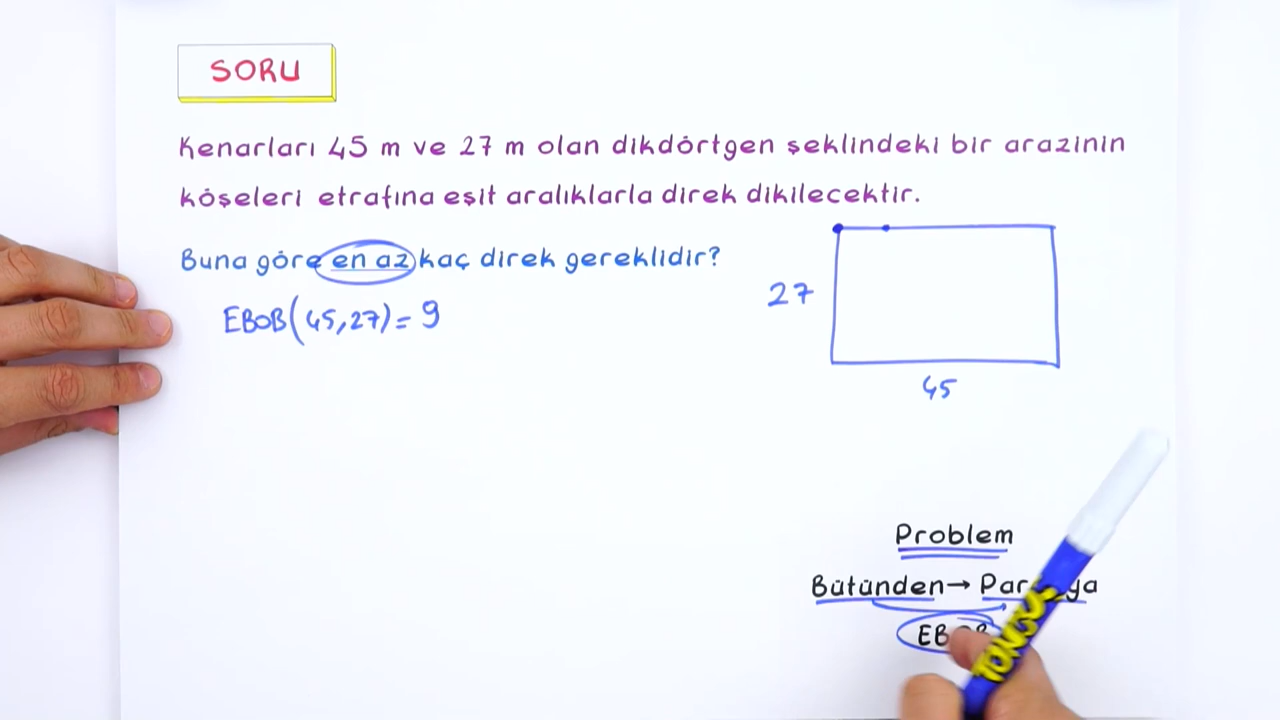 SORU
Kenarları 45 m ve 27 m olan dikdörtgen şeklindeki bir arazinin
köşeleri etrafına eşit aralıklarla direk dikilecektir.
Buna göre en az kaç direk gereklidir?
EBOB(45,27)= 9
27
45
Problem
Bütünden→
TONGUÇ